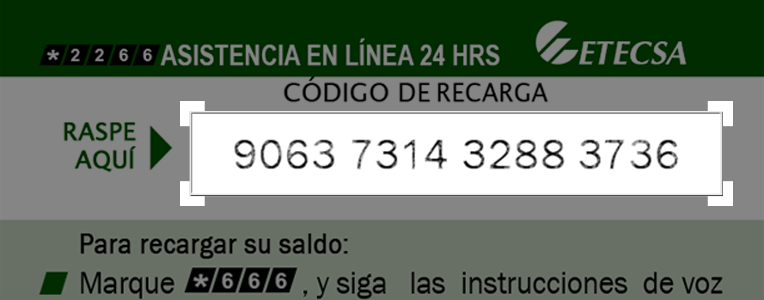 *2266 ASISTENCIA EN LÍNEA 24 HRS ETECSA
CÓDIGO DE RECARGA
RASPE
AQUÍ
9063 7314 3288 3736
Para recargar su saldo:
Marque *666, y siga las instrucciones de voz